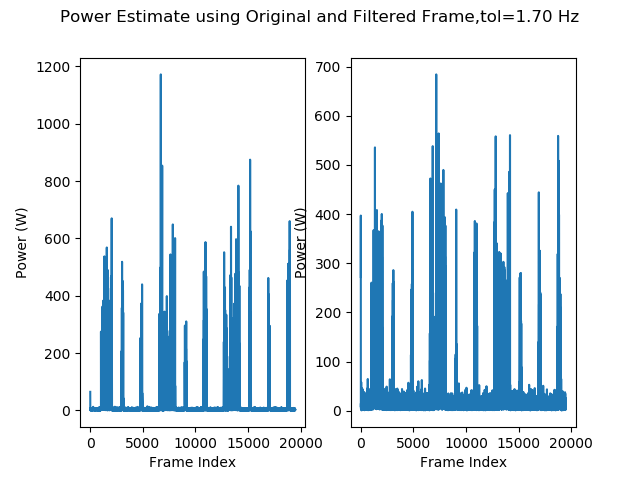 Power Estimate using Original and Filtered Frame,tol=1.70 Hz
1200
1000
800
600
400
200
0
Power (W)
0 5000 10000 15000 20000
Frame Index
700
600
500
400
300
200
100
0
Power (W)
0 5000 10000 15000 20000
Frame Index